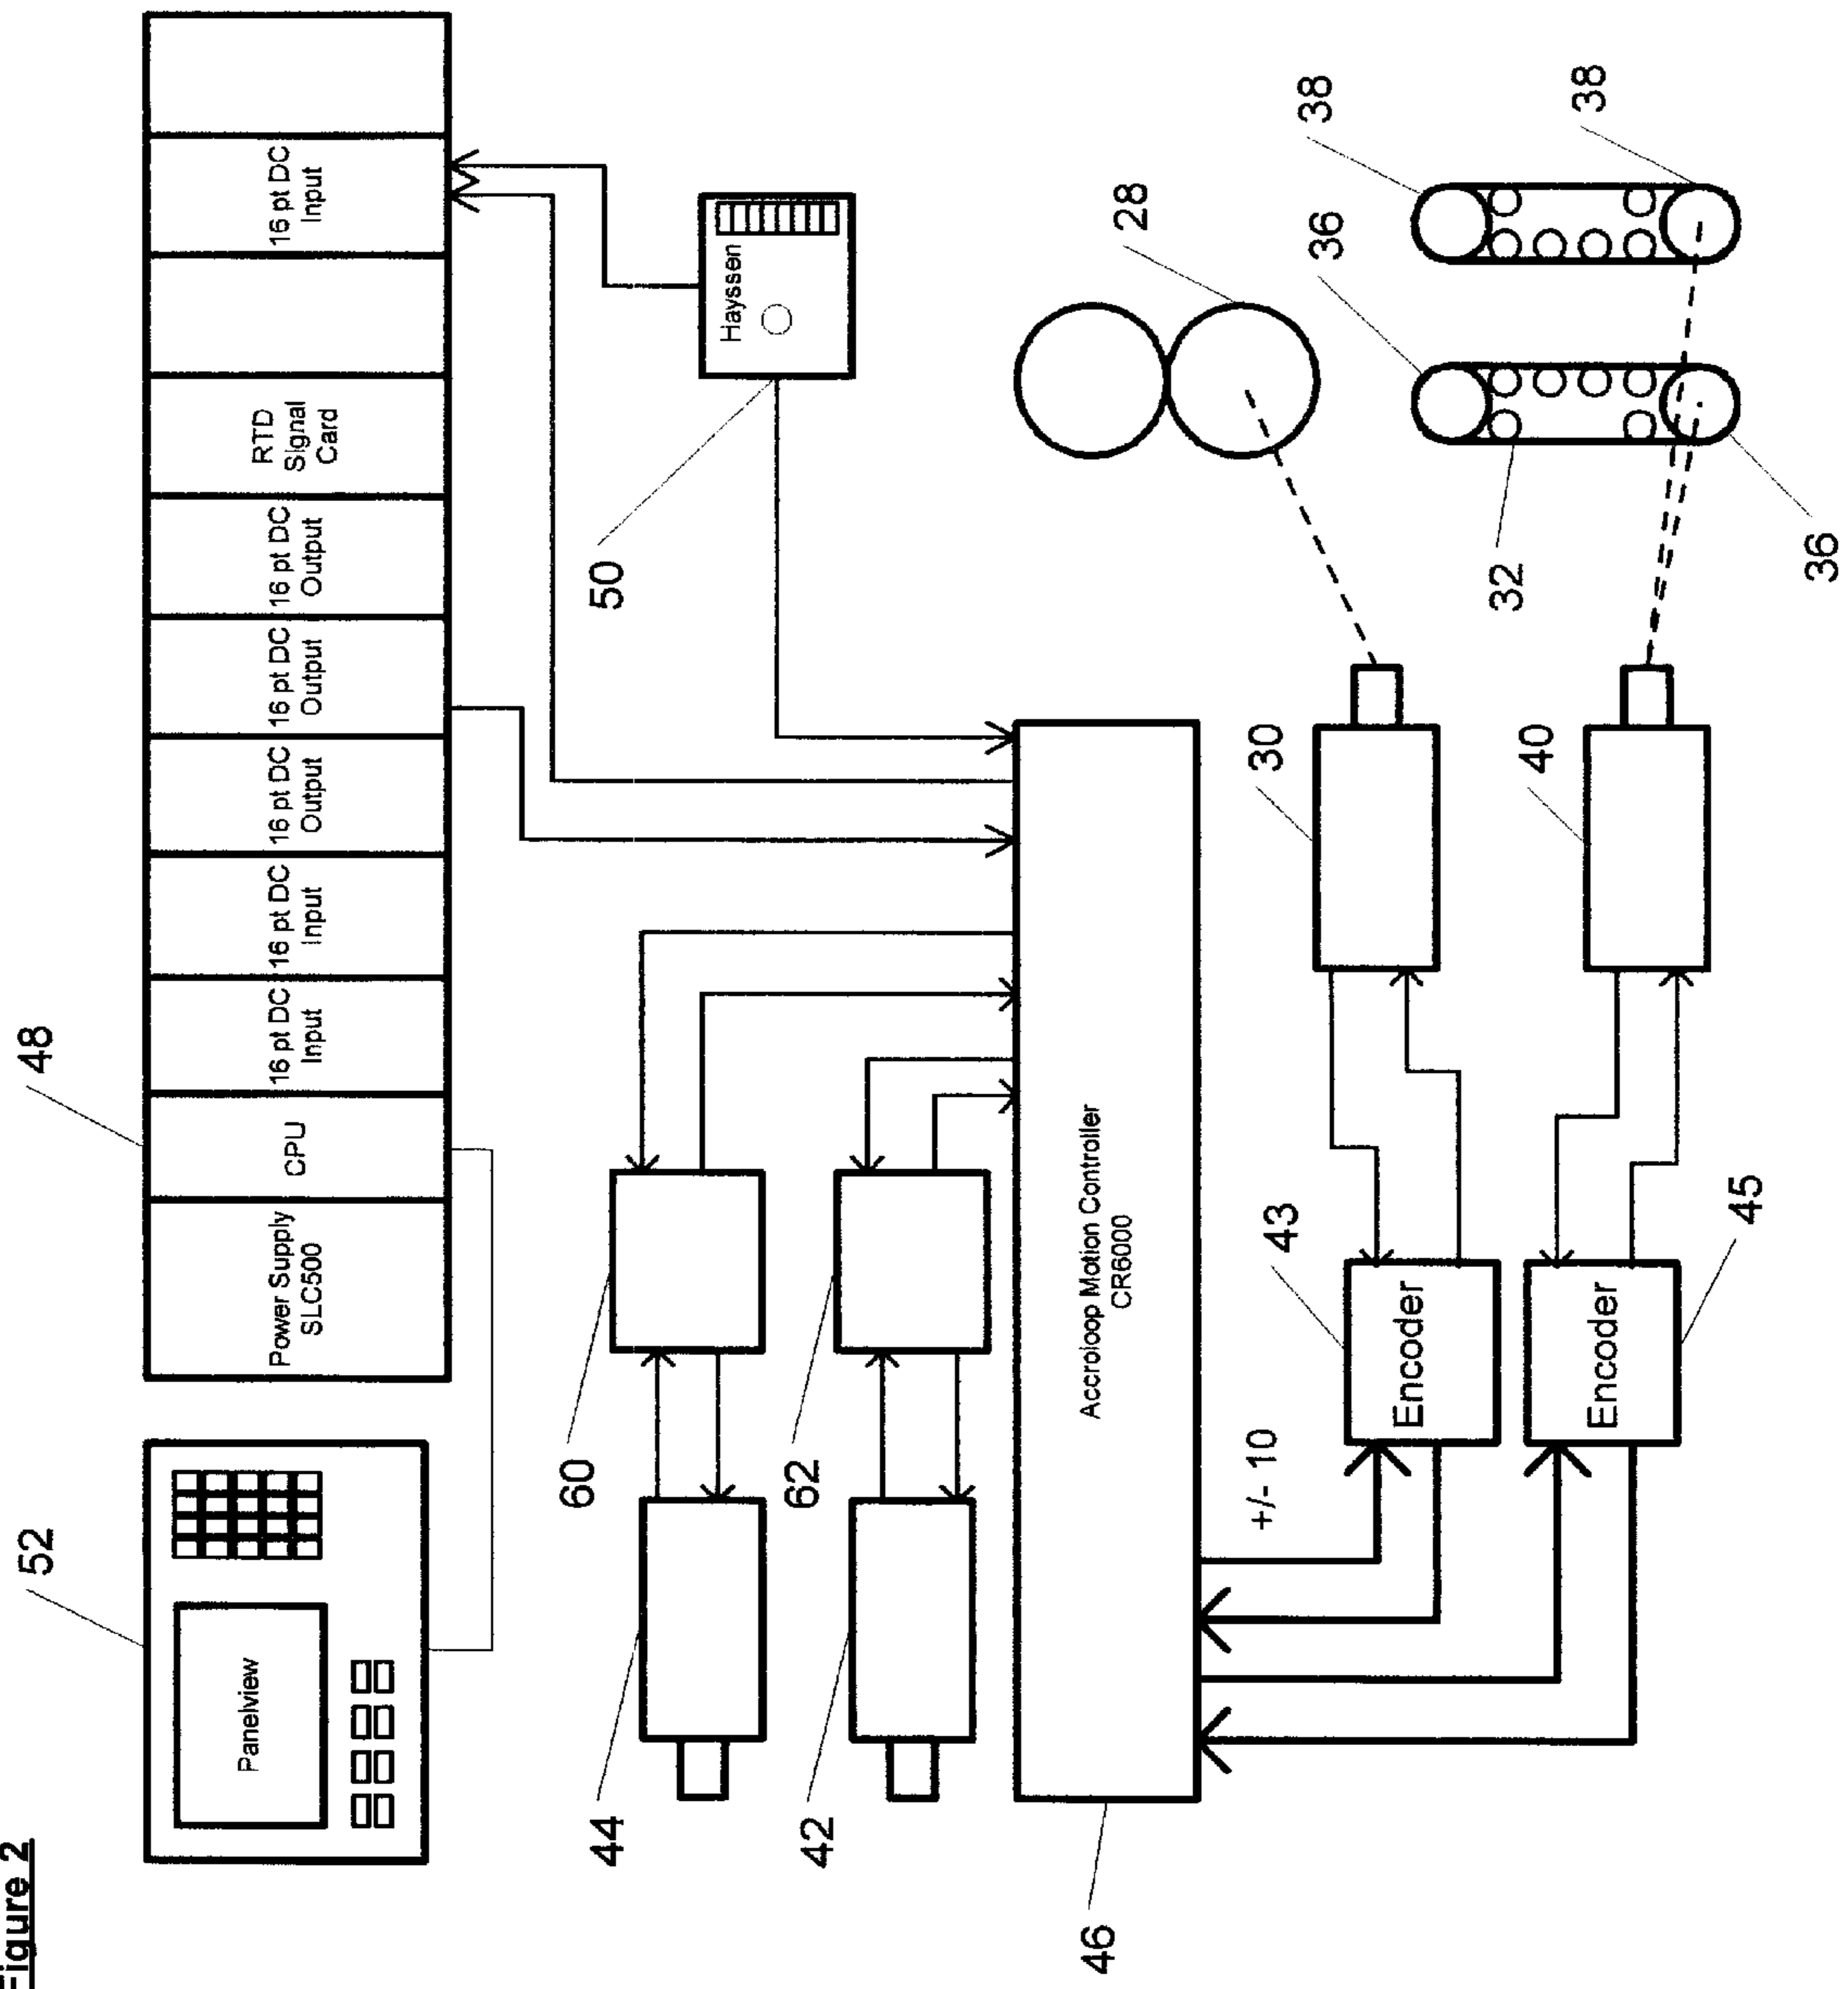 Figure 2
52
Panelview
48
Power Supply
SLC500
CPU
16 pt DC
Input
16 pt DC
Input
16 pt DC
Output
16 pt DC
Output
16 pt DC
Output
RTD
Signal
Card
16 pt DC
Input
44
60
42
62
50
Hayssen
46
Accroloop Motion Controller
CR6000
+/- 10
43
Encoder
45
Encoder
30
40
28
32
36
36
38
38